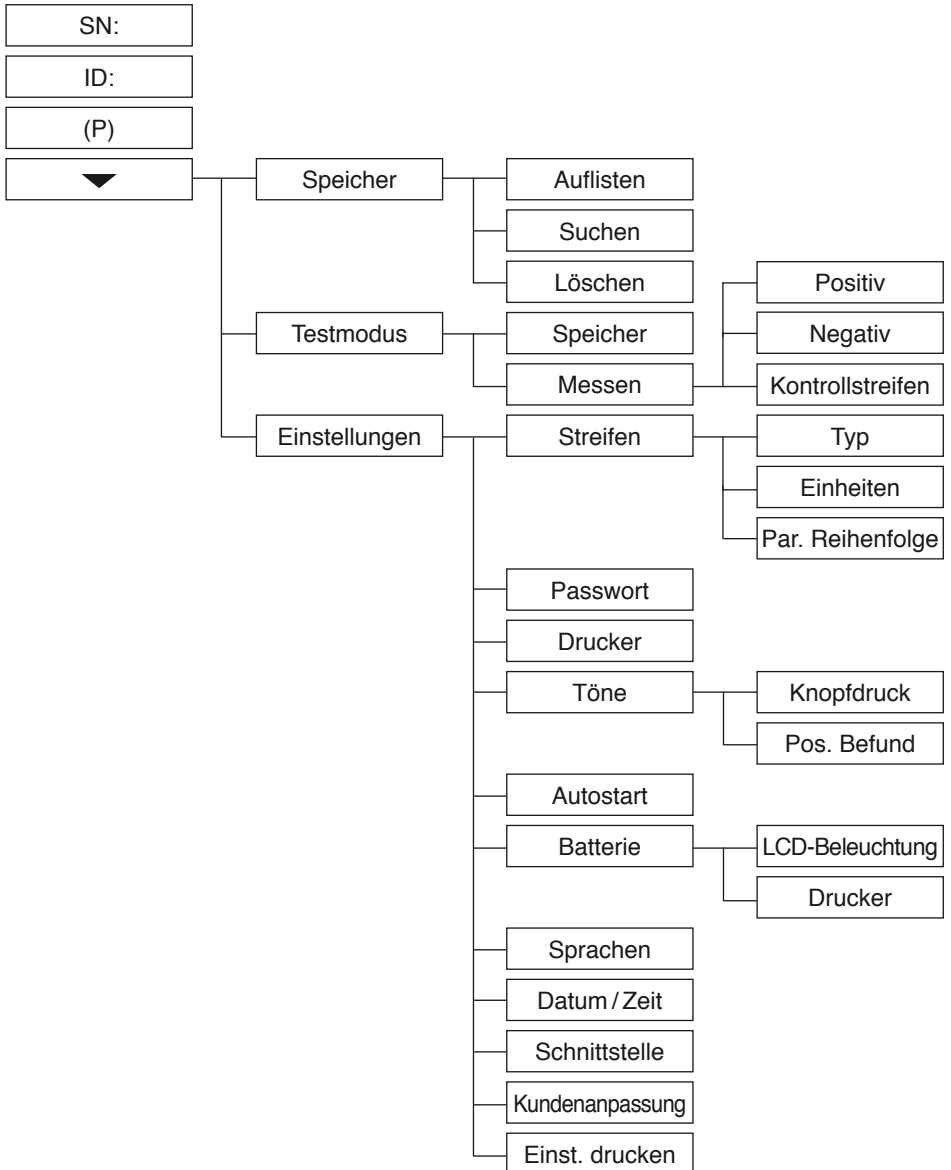 SN:
ID:
(P)
Speicher
Auflisten
Suchen
Löschen
Testmodus
Speicher
Messen
Positiv
Negativ
Kontrollstreifen
Einstellungen
Streifen
Typ
Einheiten
Par. Reihenfolge
Passwort
Drucker
Töne
Knopfdruck
Pos. Befund
Autostart
Batterie
LCD-Beleuchtung
Drucker
Sprachen
Datum / Zeit
Schnittstelle
Kundenanpassung
Einst. drucken